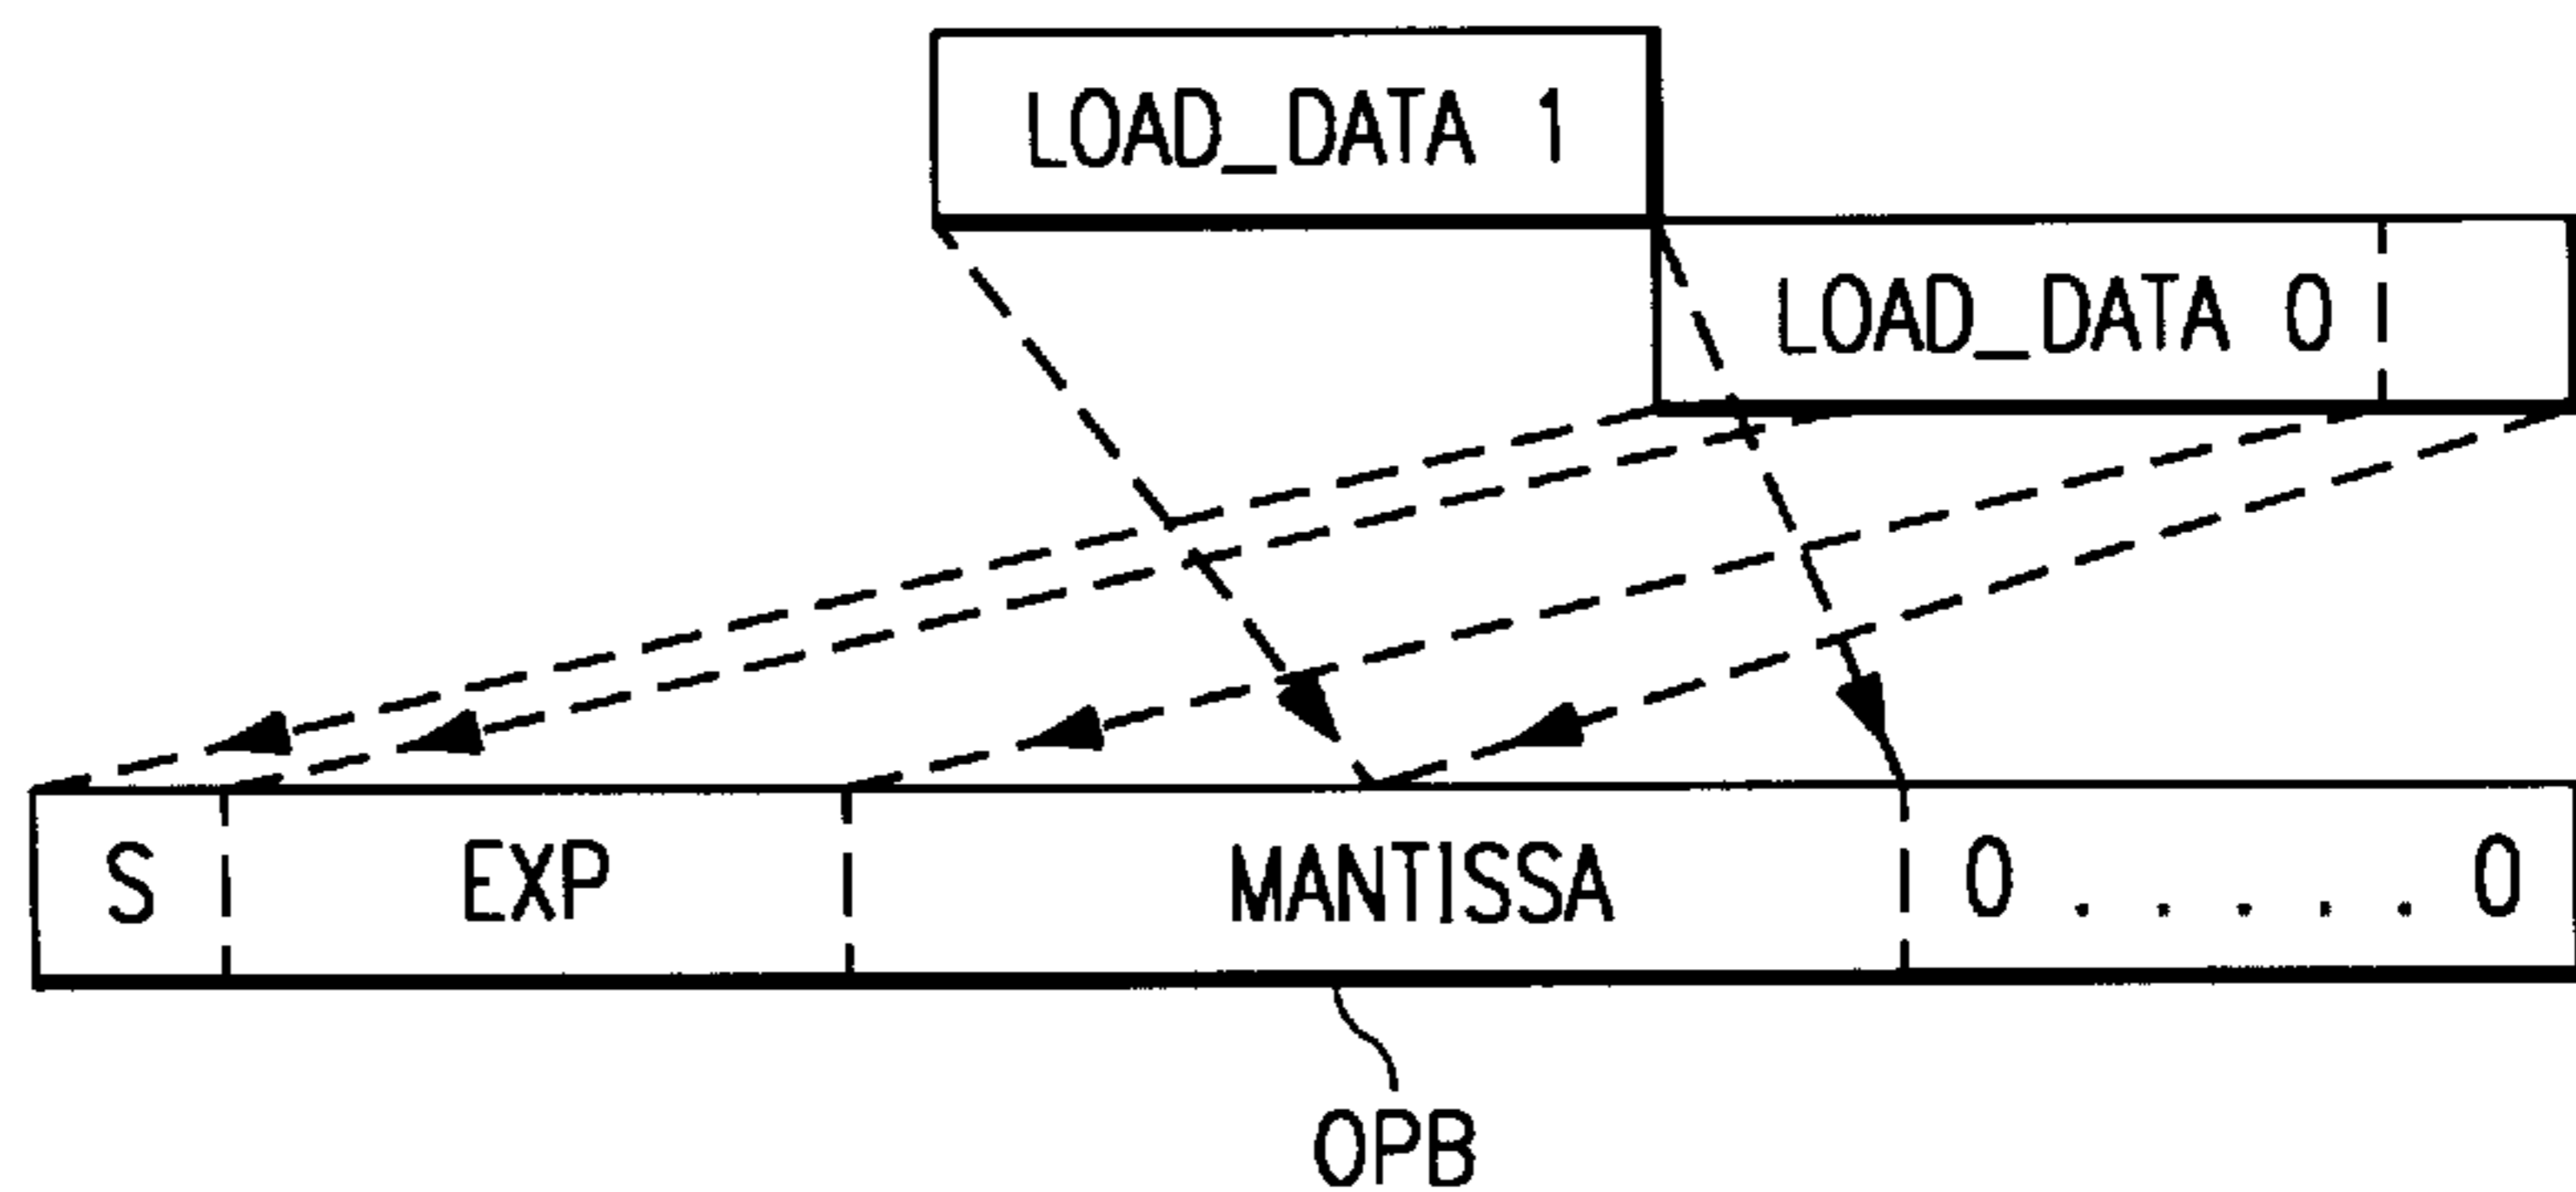 LOAD_DATA 1
LOAD_DATA 0
S EXP MANTISSA 0 . . . . . 0
OPB